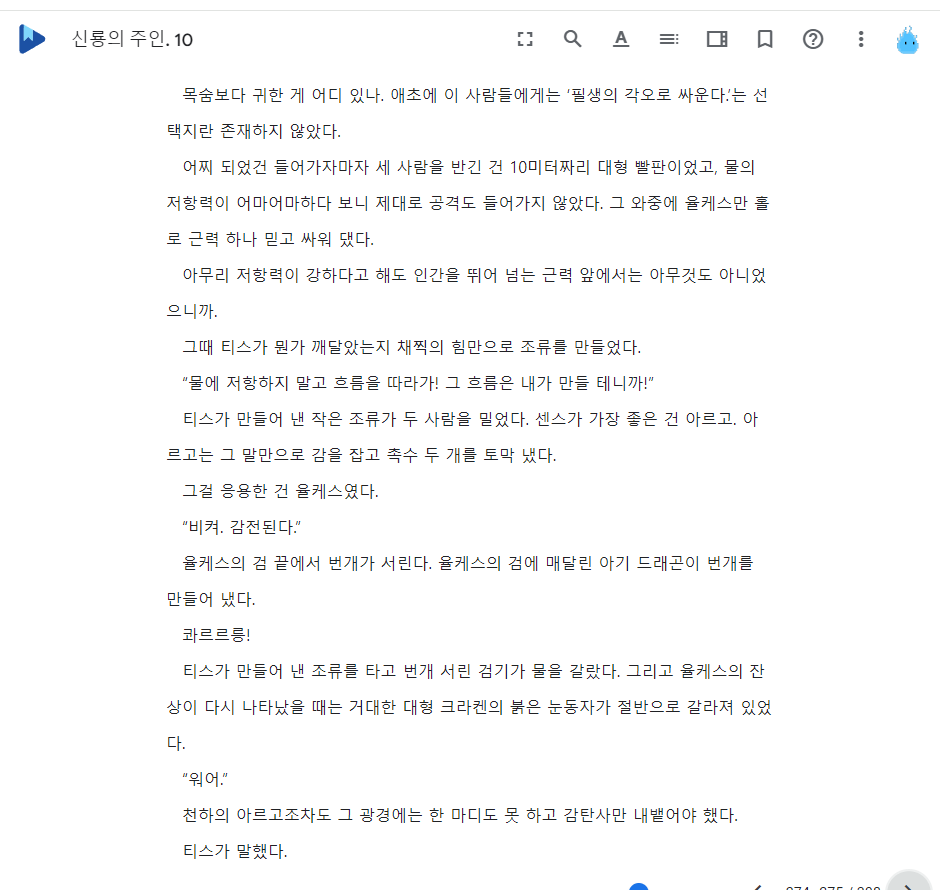 신룡의 주인. 10
목숨보다 귀한 게 어디 있나. 애초에 이 사람들에게는 ‘필생의 각오로 싸운다.’는 선
택지란 존재하지 않았다.
어찌 되었건 들어가자마자 세 사람을 반긴 건 10미터짜리 대형 빨판이었고, 물의
저항력이 어마어마하다 보니 제대로 공격도 들어가지 않았다. 그 와중에 율케스만 홀
로 근력 하나 믿고 싸워 댔다.
아무리 저항력이 강하다고 해도 인간을 뛰어 넘는 근력 앞에서는 아무것도 아니었
으니까.
그때 티스가 뭔가 깨달았는지 채찍의 힘만으로 조류를 만들었다.
“물에 저항하지 말고 흐름을 따라가! 그 흐름은 내가 만들 테니까!”
티스가 만들어 낸 작은 조류가 두 사람을 밀었다. 센스가 가장 좋은 건 아르고. 아
르고는 그 말만으로 감을 잡고 촉수 두 개를 토막 냈다.
그걸 응용한 건 율케스였다.
“비켜. 감전된다.”
율케스의 검 끝에서 번개가 서린다. 율케스의 검에 매달린 아기 드래곤이 번개를
만들어 냈다.
콰르르릉!
티스가 만들어 낸 조류를 타고 번개 서린 검기가 물을 갈랐다. 그리고 율케스의 잔
상이 다시 나타났을 때는 거대한 대형 크라켄의 붉은 눈동자가 절반으로 갈라져 있었
다.
“워어.”
천하의 아르고조차도 그 광경에는 한 마디도 못 하고 감탄사만 내뱉어야 했다.
티스가 말했다.